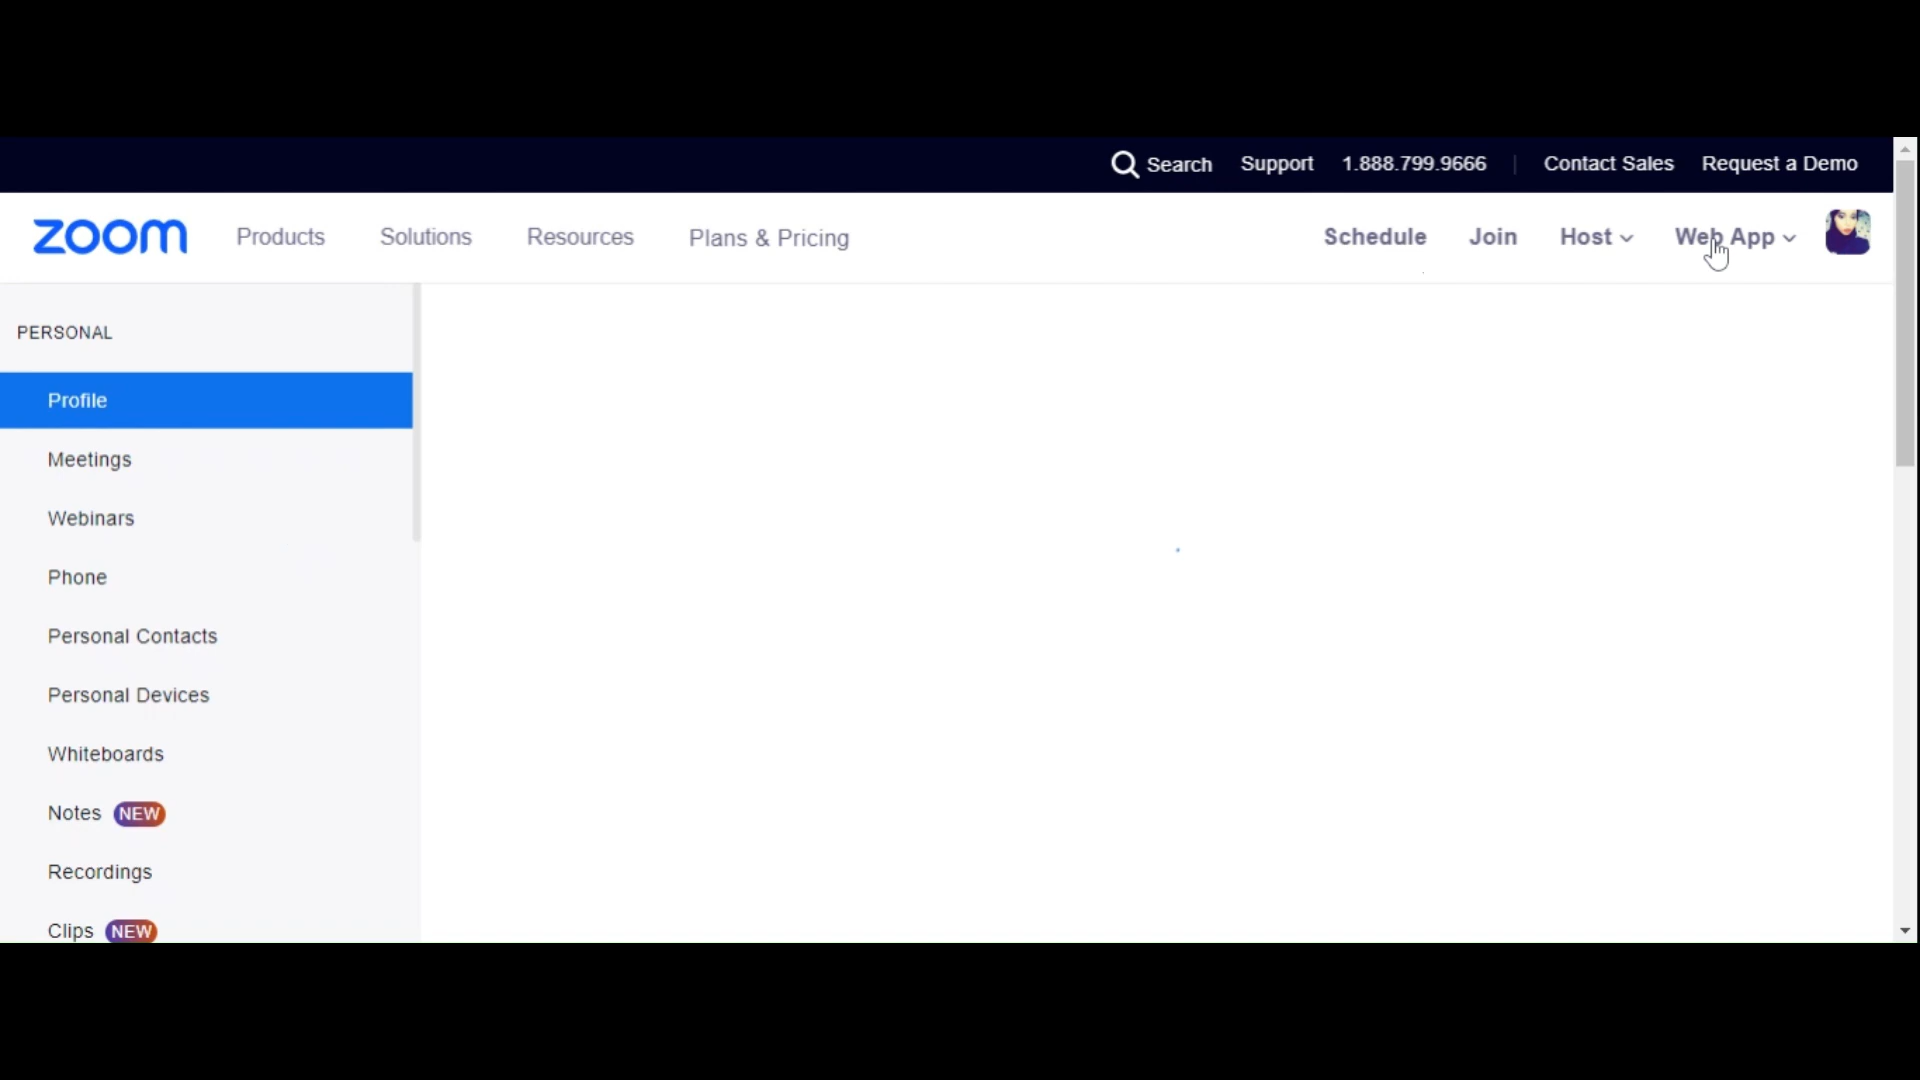 Search Support 1.888.799.9666 | Contact Sales Request a Demo
zoom Products Solutions Resources Plans & Pricing Schedule Join Host Web App
PERSONAL
Profile
Meetings
Webinars
Phone
Personal Contacts
Personal Devices
Whiteboards
Notes NEW
Recordings
Clips NEW